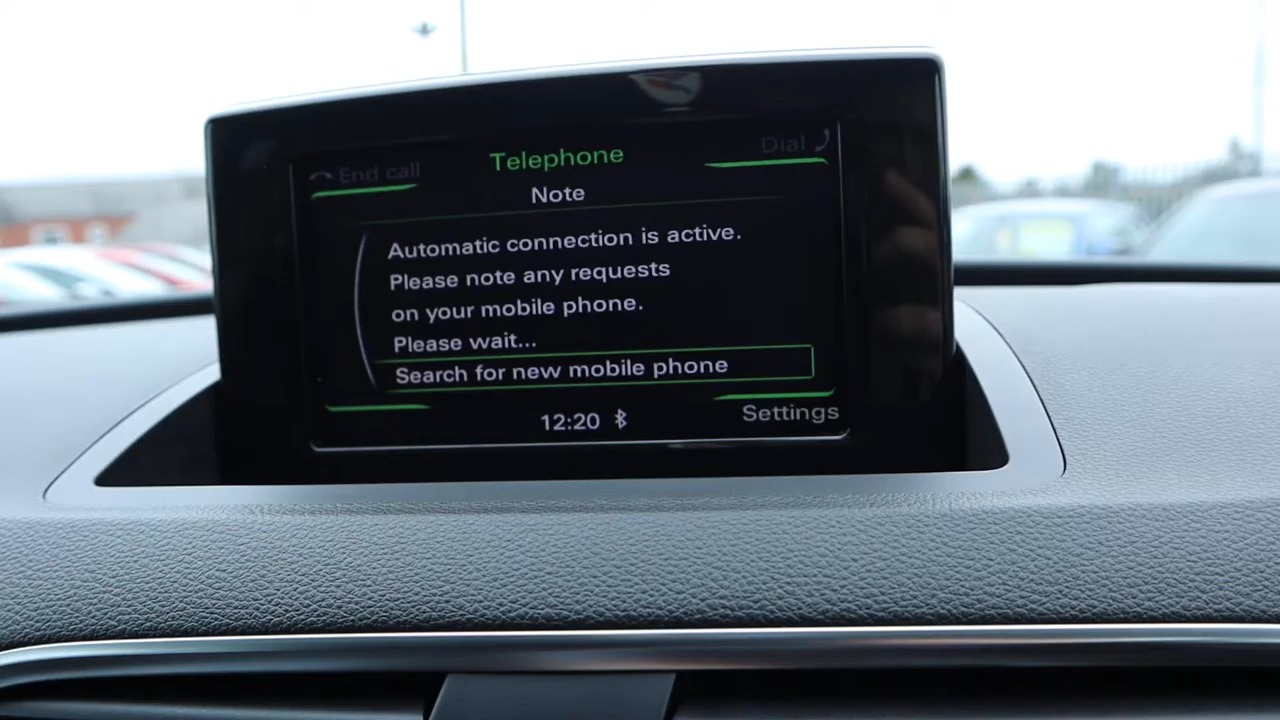 End call
Telephone
Dial
Note
Automatic connection is active.
Please note any requests
on your mobile phone.
Please wait...
Search for new mobile phone
12:20
Settings